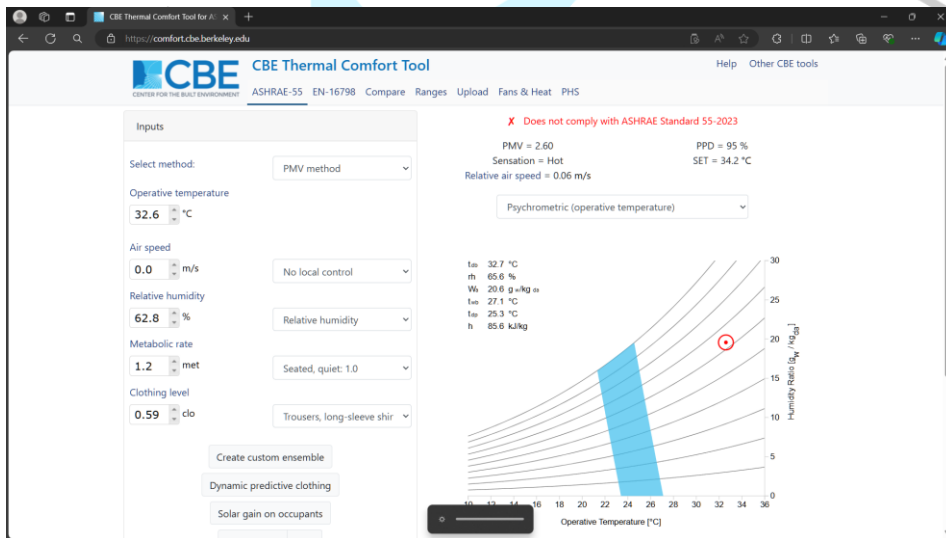 CBE Thermal Comfort Tool for AS
https://comfort.cbe.berkeley.edu
CBE
CENTER FOR THE BUILT ENVIRONMENT
CBE Thermal Comfort Tool
Help Other CBE tools
ASHRAE-55 EN-16798 Compare Ranges Upload Fans & Heat PHS
Inputs
Select method:
PMV method
Operative temperature
32.6 °C
Air speed
0.0 m/s
No local control
Relative humidity
62.8 %
Relative humidity
Metabolic rate
1.2 met
Seated, quiet: 1.0
Clothing level
0.59 clo
Trousers, long-sleeve shir
Create custom ensemble
Dynamic predictive clothing
Solar gain on occupants
✗ Does not comply with ASHRAE Standard 55-2023
PMV = 2.60 PPD = 95 %
Sensation = Hot SET = 34.2 °C
Relative air speed = 0.06 m/s
Psychrometric (operative temperature)
tdb 32.7 °C
rh 65.6 %
Wa 20.6 g w/kg da
twb 27.1 °C
tdp 25.3 °C
h 85.6 kJ/kg
30
25
20
15
10
5
0
Humidity Ratio [gw / kgda]
10 12 14 16 18 20 22 24 26 28 30 32 34 36
Operative Temperature [°C]